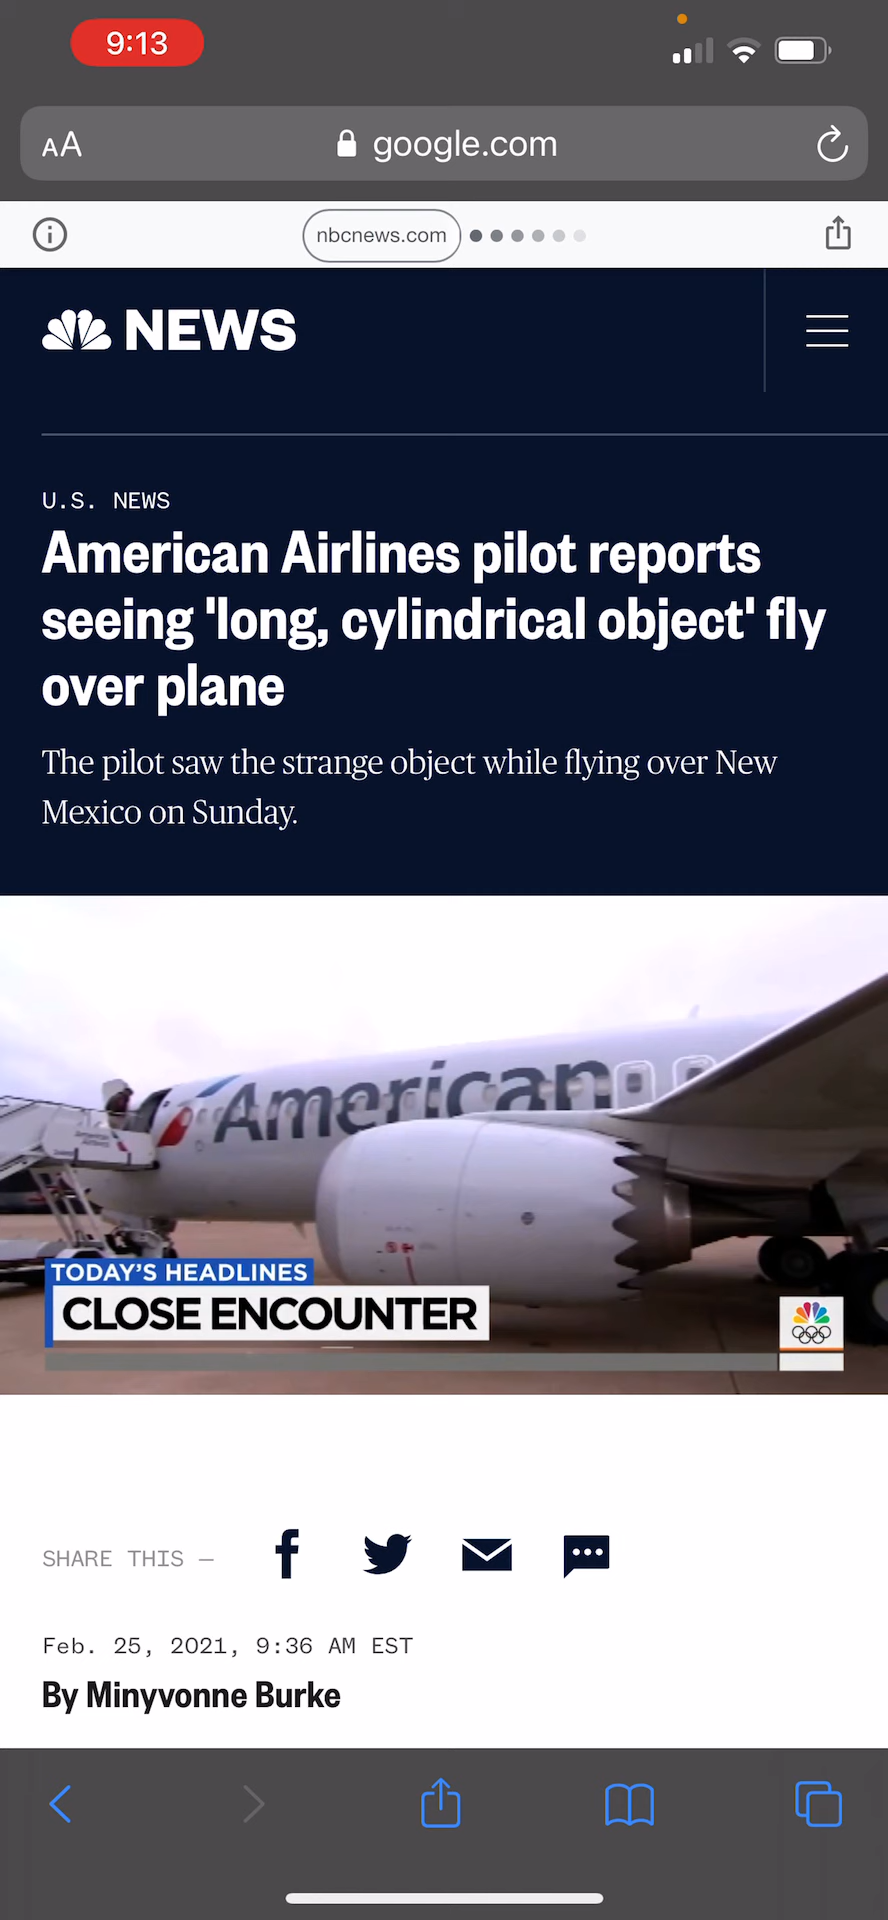 9:13
AA
google.com
nbcnews.com
NEWS
U.S. NEWS
American Airlines pilot reports
seeing 'long, cylindrical object' fly
over plane
The pilot saw the strange object while flying over New
Mexico on Sunday.
American
TODAY'S HEADLINES
CLOSE ENCOUNTER
SHARE THIS —
Feb. 25, 2021, 9:36 AM EST
By Minyvonne Burke